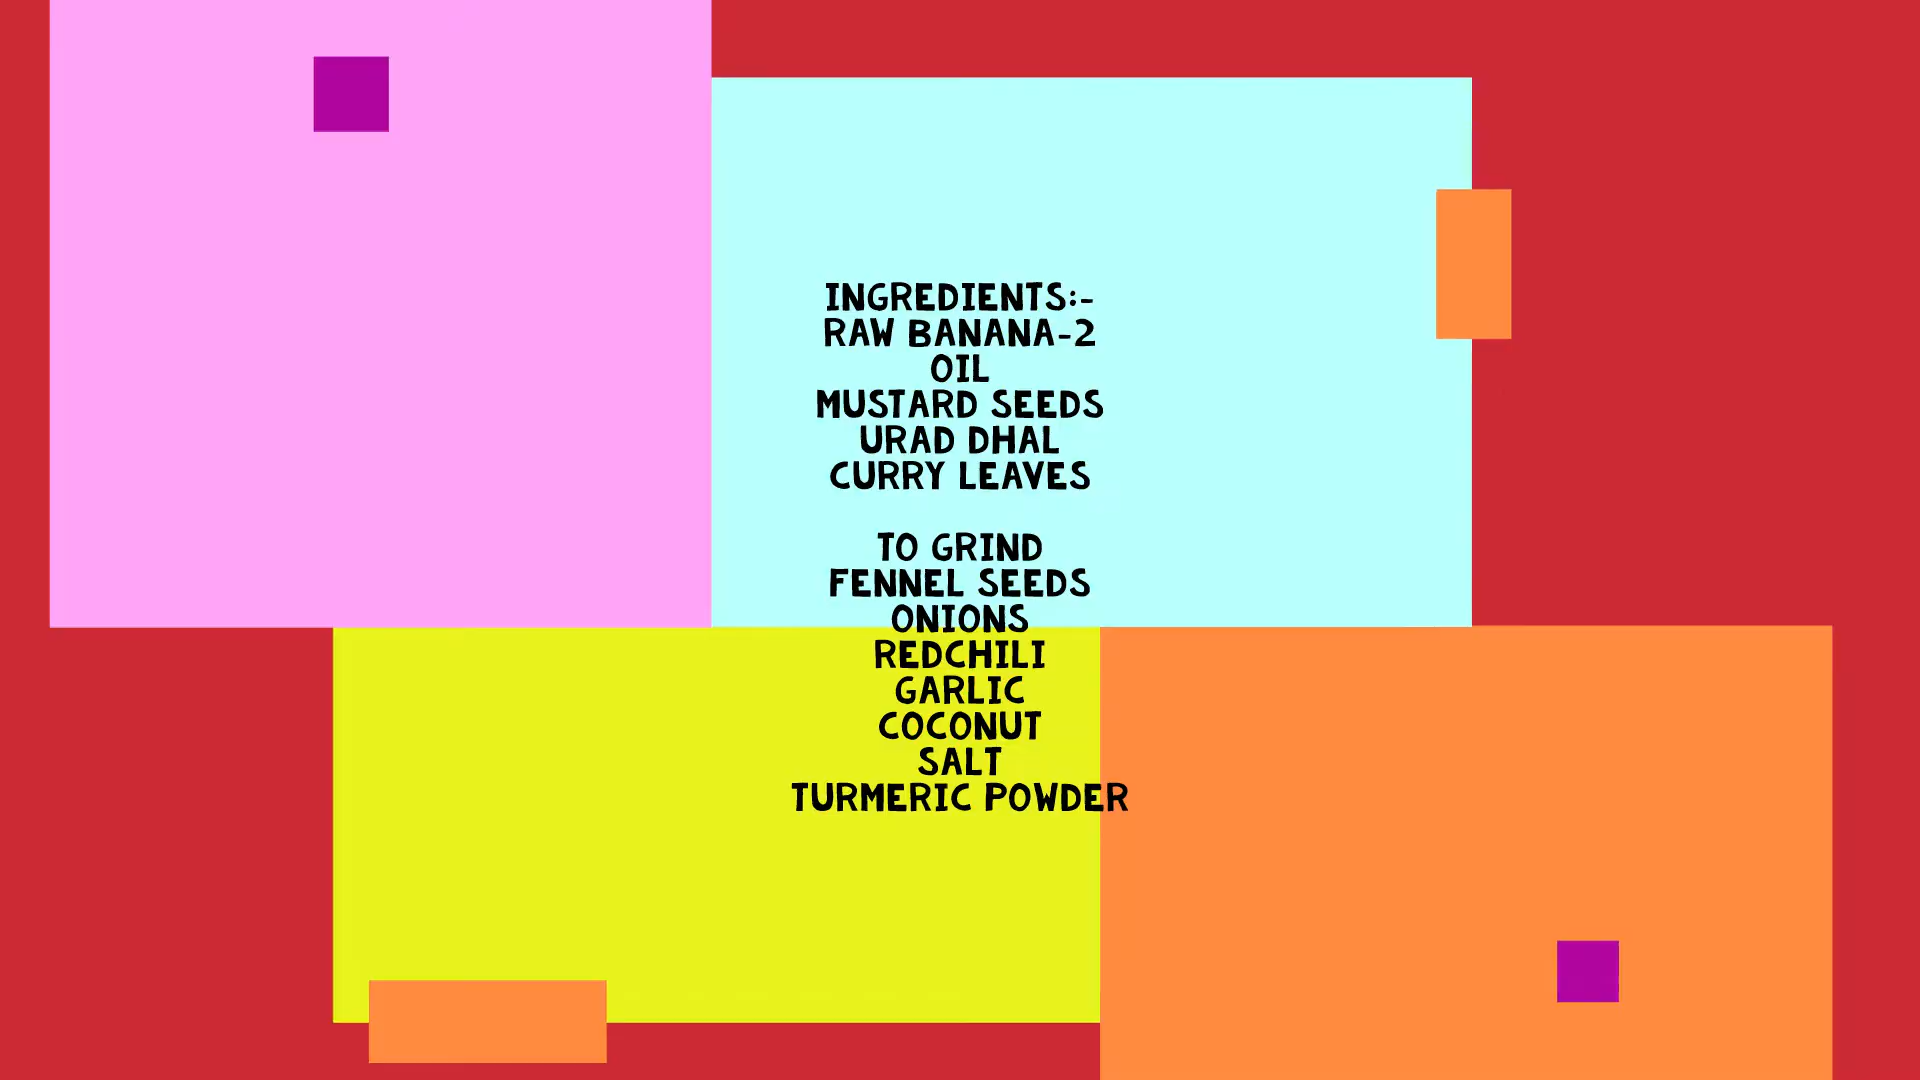 INGREDIENTS:-
RAW BANANA-2
OIL
MUSTARD SEEDS
URAD DHAL
CURRY LEAVES
TO GRIND
FENNEL SEEDS
ONIONS
REDCHILI
GARLIC
COCONUT
SALT
TURMERIC POWDER